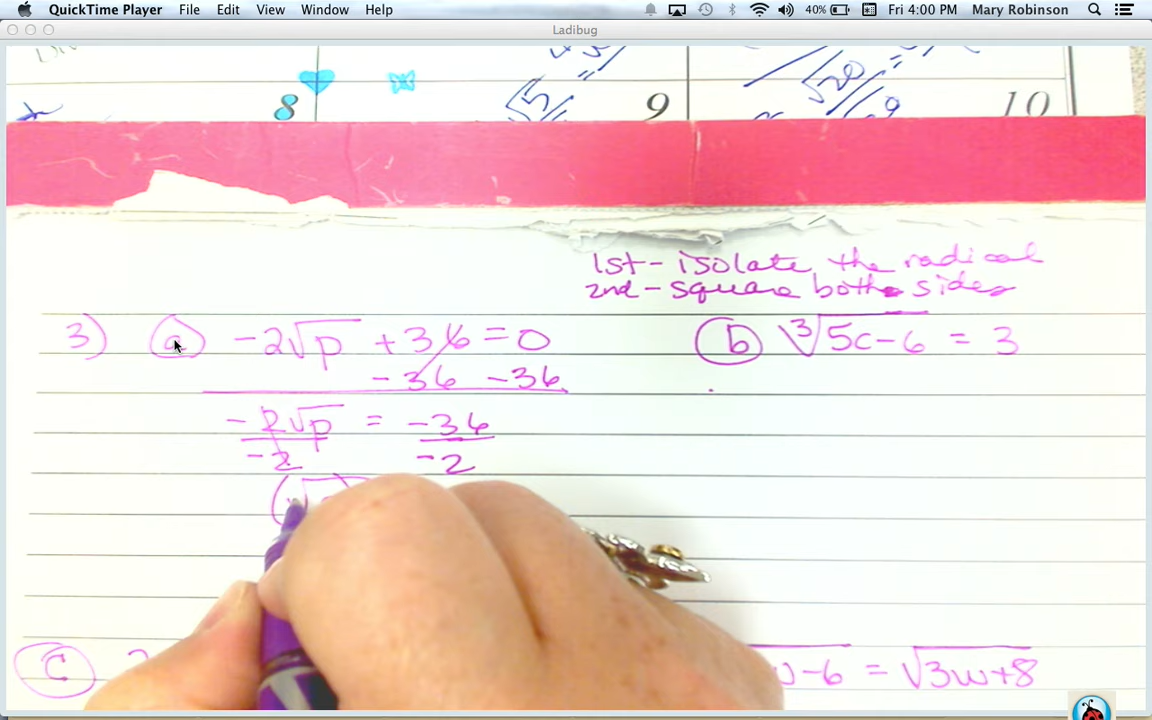 QuickTime Player File Edit View Window Help 40% Fri 4:00 PM Mary Robinson
Ladibug
√5
√20
8 9 10
1st - isolate the radical
2nd - square both sides
3) a -2√p + 36 = 0 b ∛5c-6 = 3
-36 -36
-2√p = -36
-2 -2
(√
c -6 = √3w+8